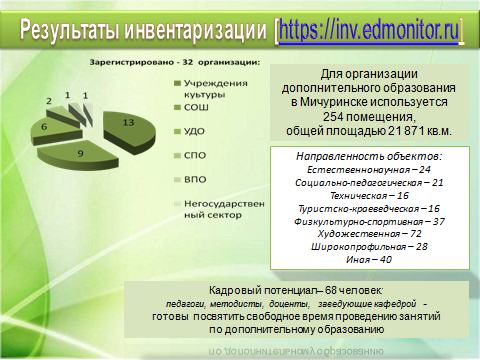 Результаты инвентаризации [https://inv.edmonitor.ru]
Зарегистрировано - 32 организации:
2
1
1
6
13
9
Учреждения
куьтуры
СОШ
УДО
СПО
ВПО
Негосударствен
ный сектор
Для организации
дополнительного образования
в Мичуринске используется
254 помещения,
общей площадью 21 871 кв.м.
Направленность объектов:
Естественнонаучная – 24
Социально-педагогическая – 21
Техническая – 16
Туристско-краеведческая – 16
Физкультурно-спортивная – 37
Художественная – 72
Широкопрофильная – 28
Иная – 40
Кадровый потенциал– 68 человек:
педагоги, методисты, доценты, заведующие кафедрой -
готовы посвятить свободное время проведению занятий
по дополнительному образованию